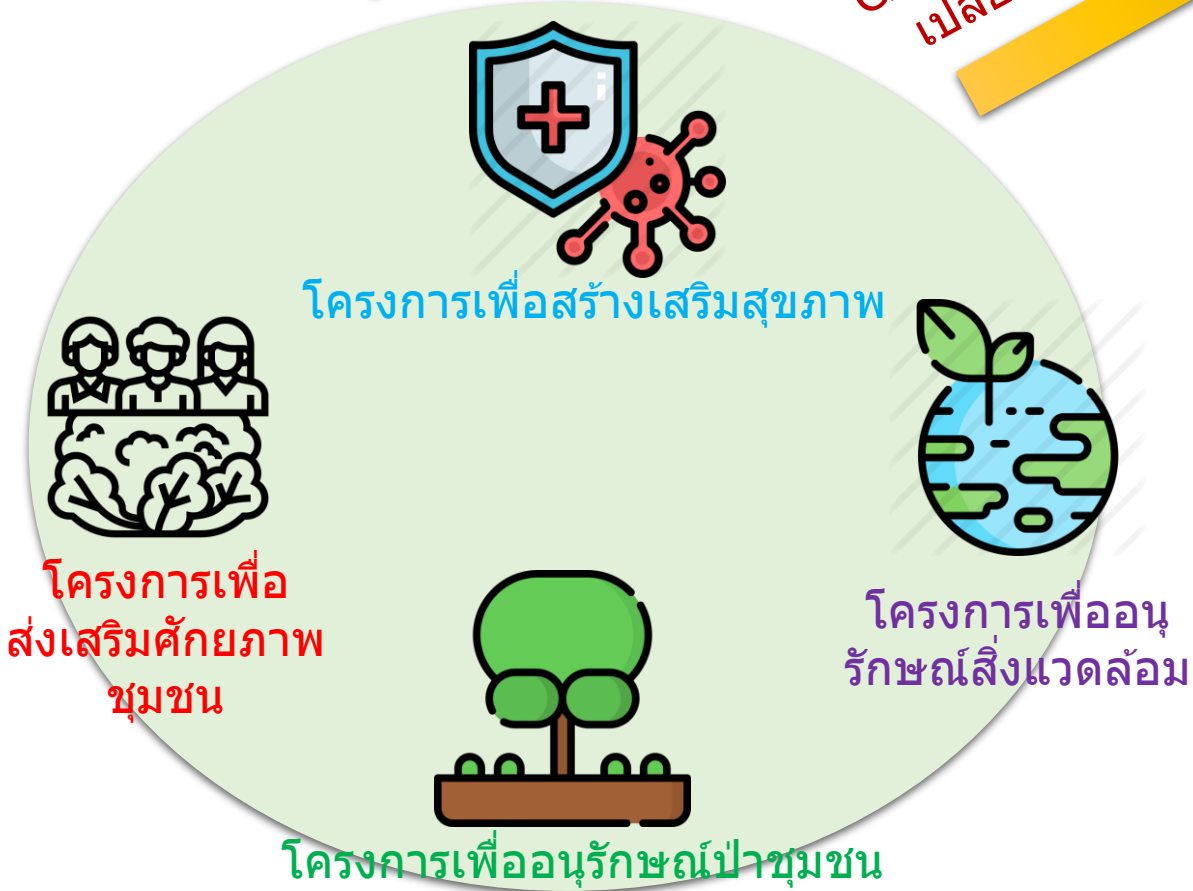 โครงการเพื่อสร้างเสริมสุขภาพ
โครงการเพื่อ
ส่งเสริมศักยภาพ
ชุมชน
โครงการเพื่ออนุ
รักษณ์สิ่งแวดล้อม
โครงการเพื่ออนุรักษณ์ป่าชุมชน